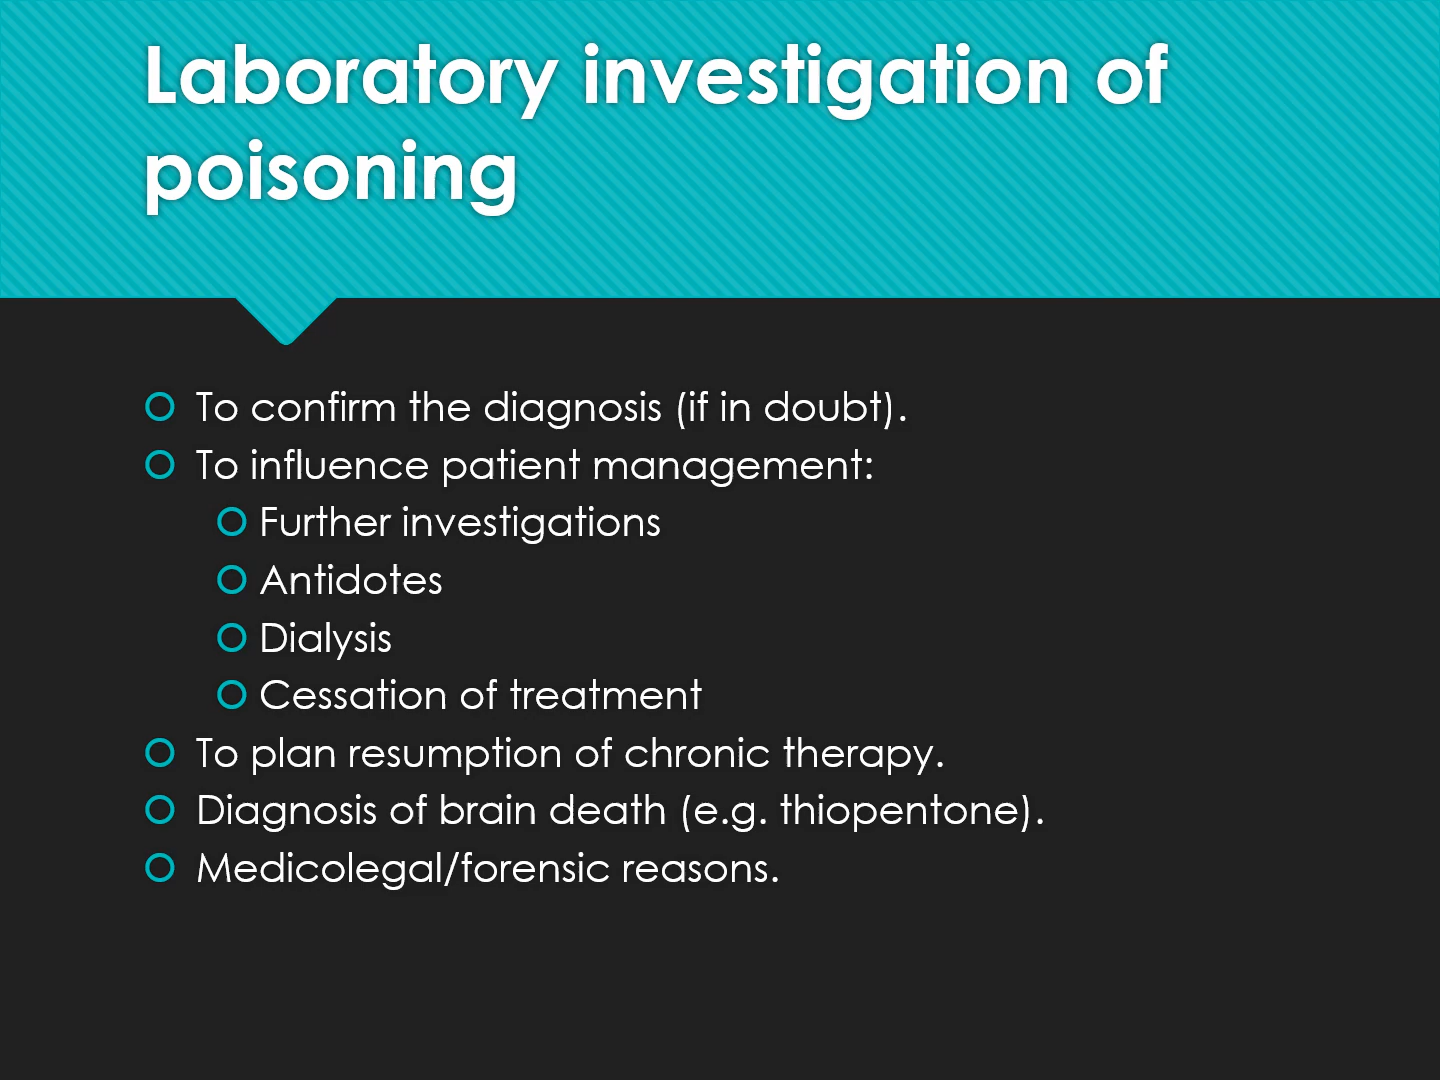 Laboratory investigation of
poisoning
To confirm the diagnosis (if in doubt).
To influence patient management:
Further investigations
Antidotes
Dialysis
Cessation of treatment
To plan resumption of chronic therapy.
Diagnosis of brain death (e.g. thiopentone).
Medicolegal/forensic reasons.